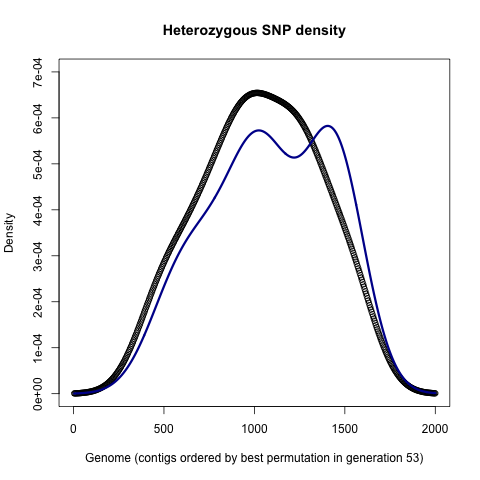 Heterozygous SNP density
7e-04
6e-04
5e-04
4e-04
3e-04
2e-04
1e-04
0e+00
Density
0 500 1000 1500 2000
Genome (contigs ordered by best permutation in generation 53)